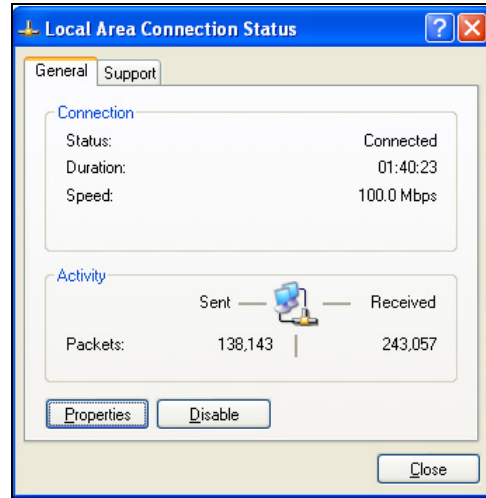 Local Area Connection Status
General Support
Connection
Status: Connected
Duration: 01:40:23
Speed: 100.0 Mbps
Activity
Sent Received
Packets: 138,143 243,057
Properties Disable
Close